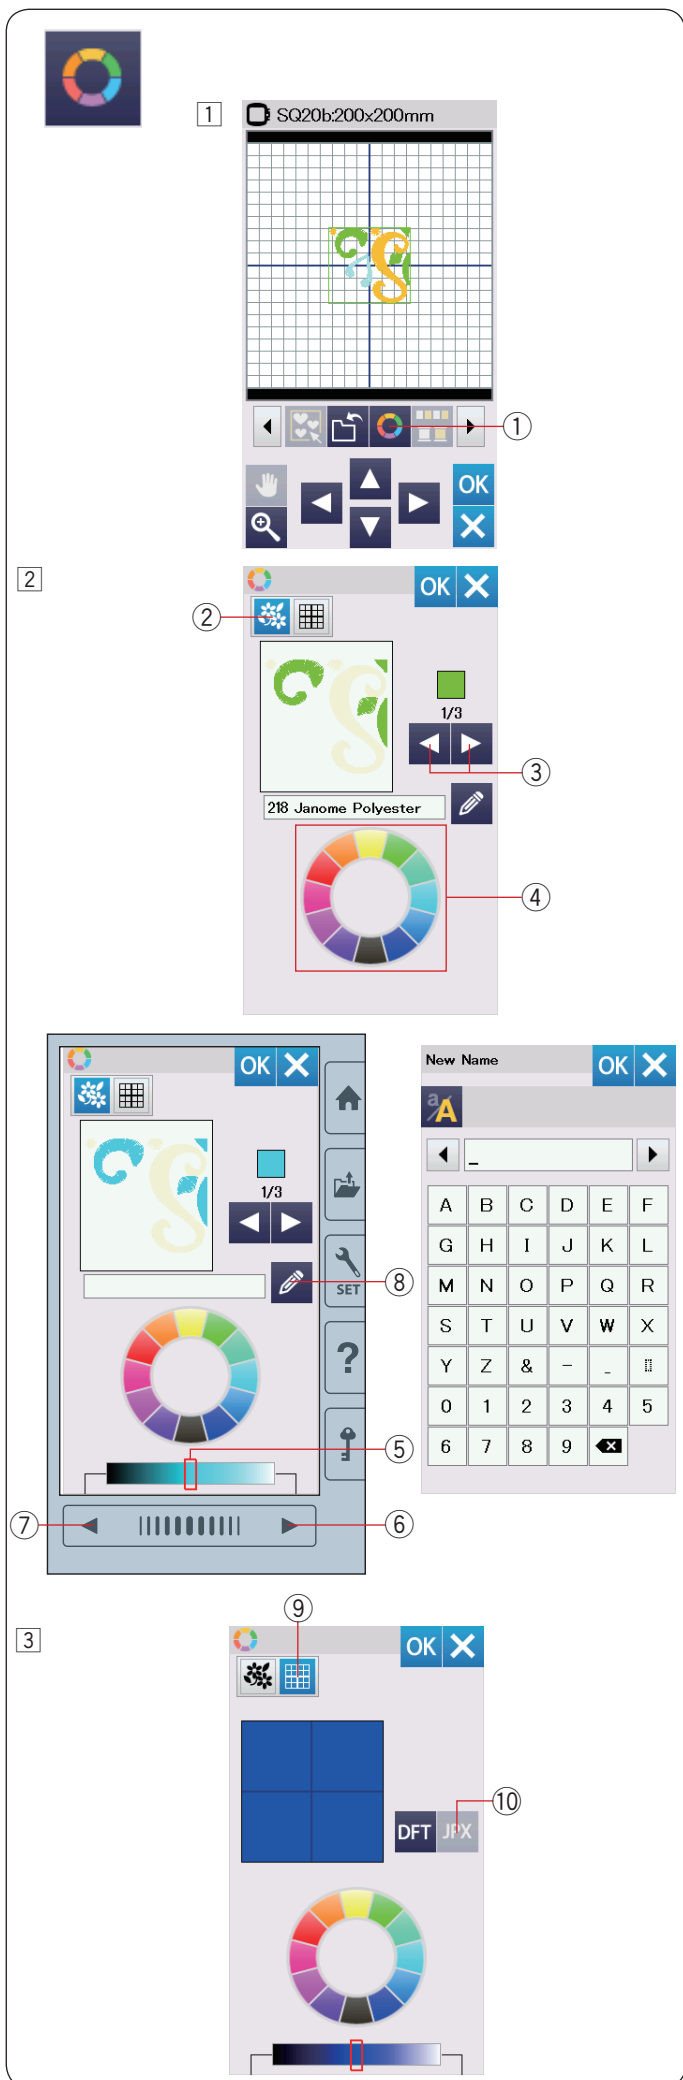 1
SQ20b:200x200mm
①
OK
2
OK
②
1/3
③
218 Janome Polyester
④
OK
1/3
SET
?
⑧
⑤
⑦
⑥
New Name
OK
a/A
_
A B C D E F
G H I J K L
M N O P Q R
S T U V W X
Y Z & - _
0 1 2 3 4 5
6 7 8 9
⑨
3
OK
⑩
DFT JPX